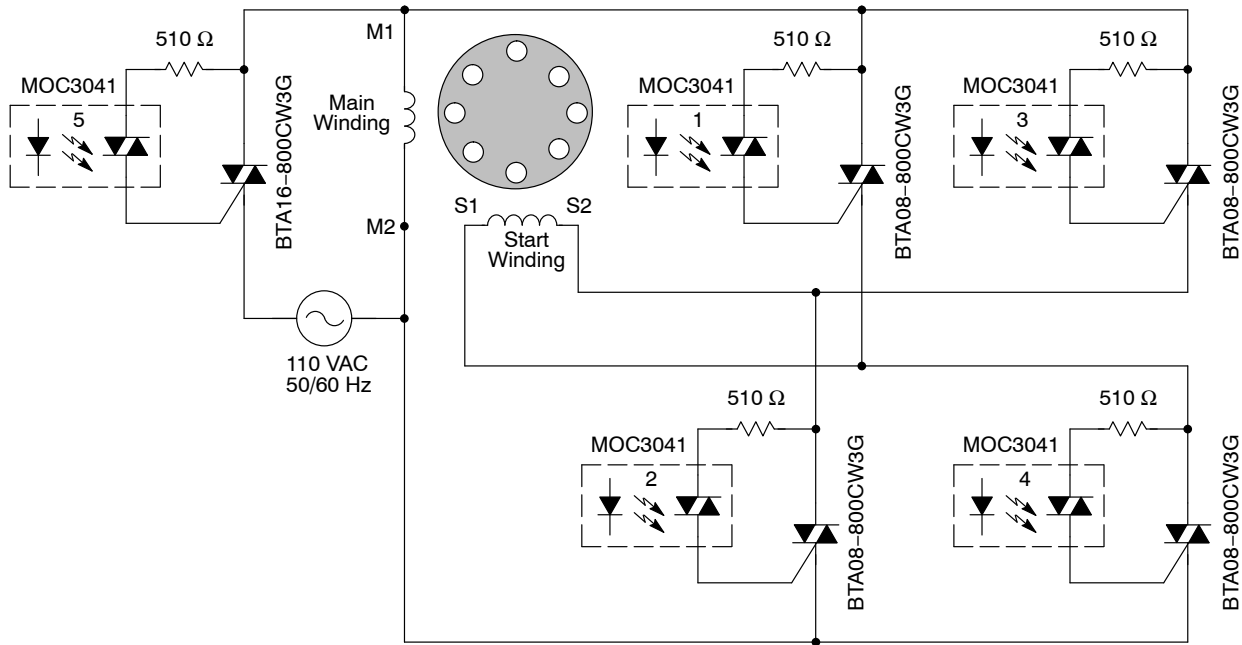 M1
510 Ω
MOC3041
5
BTA16–800CW3G
Main
Winding
M2
S1
S2
Start
Winding
110 VAC
50/60 Hz
510 Ω
MOC3041
1
BTA08–800CW3G
510 Ω
MOC3041
3
BTA08–800CW3G
510 Ω
MOC3041
2
BTA08–800CW3G
510 Ω
MOC3041
4
BTA08–800CW3G